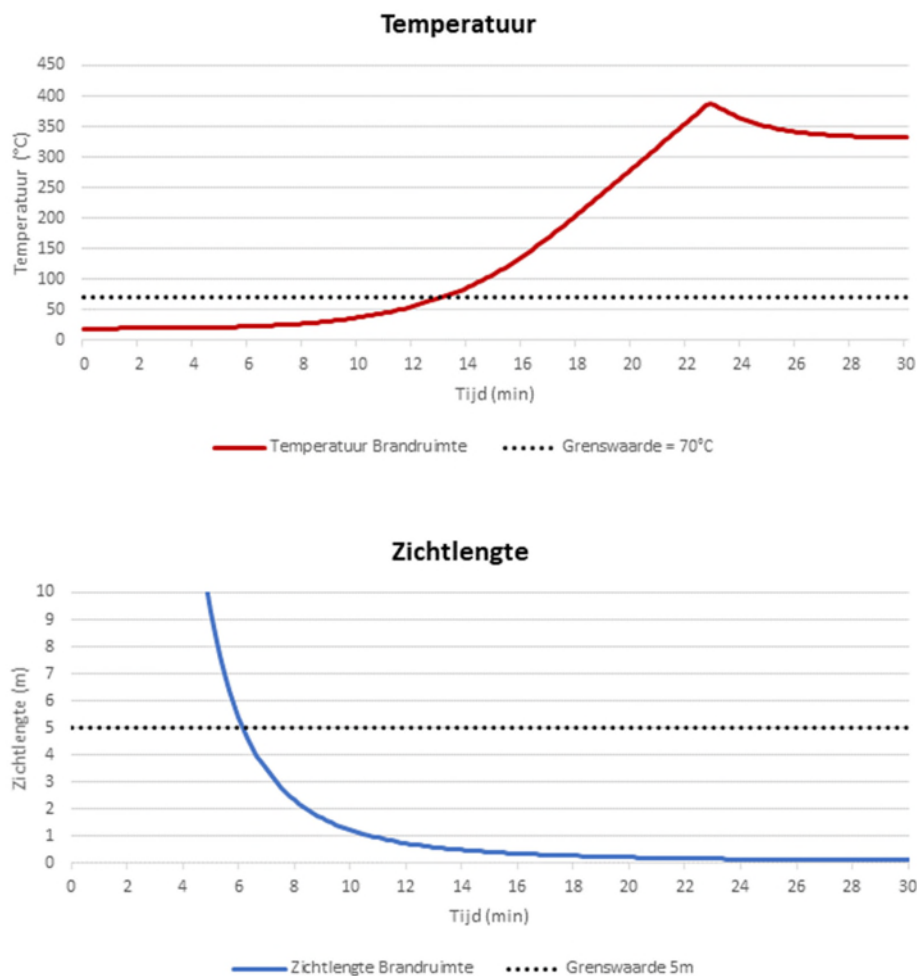 Temperatuur
450
400
350
300
250
200
150
100
50
0
Temperatuur (°C)
0 2 4 6 8 10 12 14 16 18 20 22 24 26 28 30
Tijd (min)
Temperatuur Brandruimte Grenswaarde = 70°C
Zichtlengte
10
9
8
7
6
5
4
3
2
1
0
Zichtlengte (m)
0 2 4 6 8 10 12 14 16 18 20 22 24 26 28 30
Tijd (min)
Zichtlengte Brandruimte Grenswaarde 5m